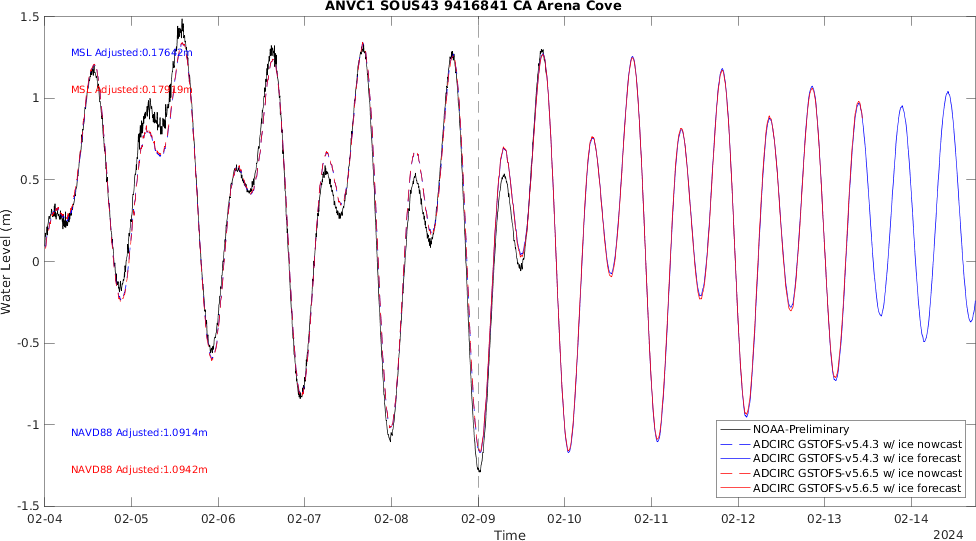 ANVC1 SOUS43 9416841 CA Arena Cove
1.5
1
0.5
0
-0.5
-1
-1.5
Water Level (m)
MSL Adjusted:0.17642m
MSL Adjusted:0.17919m
NAVD88 Adjusted:1.0914m
NAVD88 Adjusted:1.0942m
NOAA-Preliminary
ADCIRC GSTOFS-v5.4.3 w/ ice nowcast
ADCIRC GSTOFS-v5.4.3 w/ ice forecast
ADCIRC GSTOFS-v5.6.5 w/ ice nowcast
ADCIRC GSTOFS-v5.6.5 w/ ice forecast
02-04 02-05 02-06 02-07 02-08 02-09 02-10 02-11 02-12 02-13 02-14
Time
2024